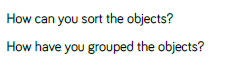 How can you sort the objects?
How have you grouped the objects?